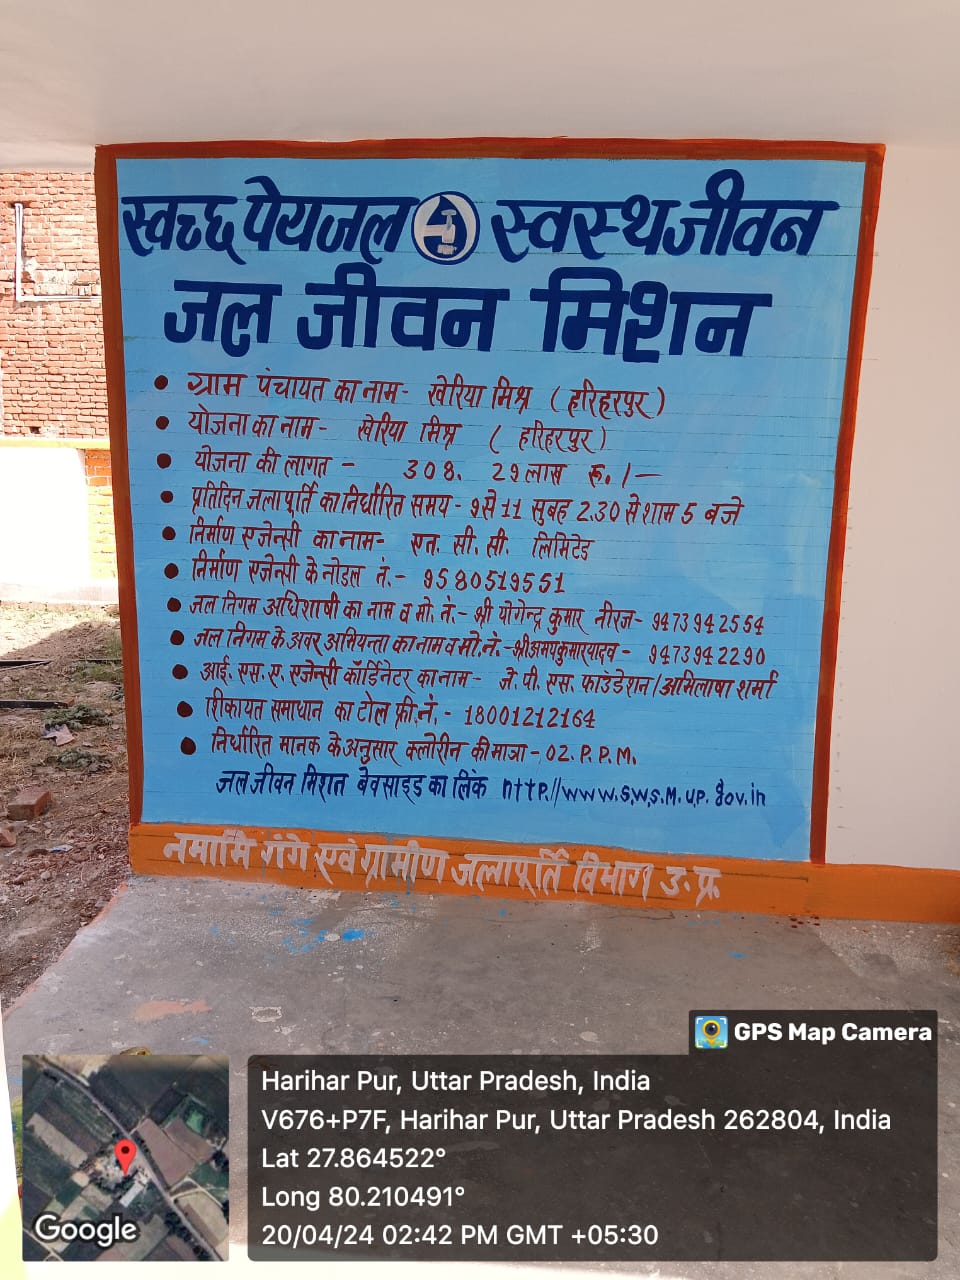 स्वच्छ पेयजल स्वस्थ जीवन
जल जीवन मिशन
• ग्राम पंचायत का नाम- खेरिया मिश्र (हरिहरपुर)
• योजना का नाम- खेरिया मिश्र (हरिहरपुर)
• योजना की लागत - 308. 29 लाख रु. /-
• प्रतिदिन जलापूर्ति का निर्धारित समय- 9 से 11 सुबह 2.30 से शाम 5 बजे
• निर्माण एजेन्सी का नाम- एन. सी. सी. लिमिटेड
• निर्माण एजेन्सी के नोडल नं.- 9580519551
• जल निगम अधिशाषी का नाम व मो. नं.- श्री योगेन्द्र कुमार नीरज- 9473942554
• जल निगम के अवर अभियन्ता का नाम व मो.नं.-श्री अभयकुमार यादव- 9473942290
• आई. एस. ए. एजेन्सी कॉर्डिनेटर का नाम- जे. पी. एस. फाउंडेशन/अभिलाषा शर्मा
• शिकायत समाधान का टोल फ्री.नं.- 18001212164
• निर्धारित मानक के अनुसार क्लोरीन की मात्रा-02.P.P.M.
जल जीवन मिशन बेवसाइड का लिंक http//www.s.w.s.M.up.gov.in
नमामि गंगे एवं ग्रामीण जलापूर्ति विभाग उ.प्र.
GPS Map Camera
Harihar Pur, Uttar Pradesh, India
V676+P7F, Harihar Pur, Uttar Pradesh 262804, India
Lat 27.864522°
Long 80.210491°
20/04/24 02:42 PM GMT +05:30
Google